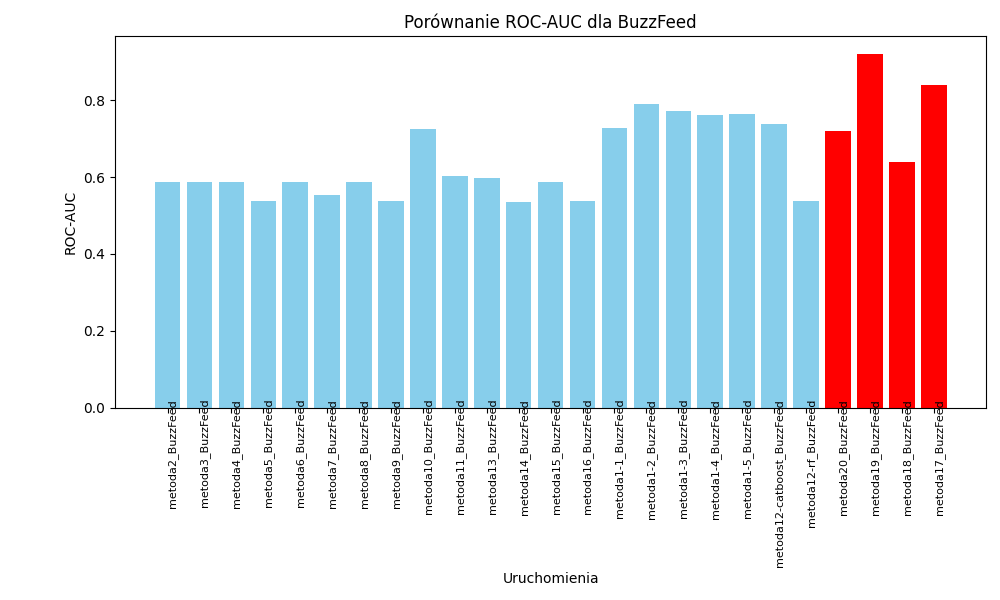 Porównanie ROC-AUC dla BuzzFeed
ROC-AUC
0.8
0.6
0.4
0.2
0.0
metoda2_BuzzFeed
metoda3_BuzzFeed
metoda4_BuzzFeed
metoda5_BuzzFeed
metoda6_BuzzFeed
metoda7_BuzzFeed
metoda8_BuzzFeed
metoda9_BuzzFeed
metoda10_BuzzFeed
metoda11_BuzzFeed
metoda13_BuzzFeed
metoda14_BuzzFeed
metoda15_BuzzFeed
metoda16_BuzzFeed
metoda1-1_BuzzFeed
metoda1-2_BuzzFeed
metoda1-3_BuzzFeed
metoda1-4_BuzzFeed
metoda1-5_BuzzFeed
metoda12-catboost_BuzzFeed
metoda12-rf_BuzzFeed
metoda20_BuzzFeed
metoda19_BuzzFeed
metoda18_BuzzFeed
metoda17_BuzzFeed
Uruchomienia